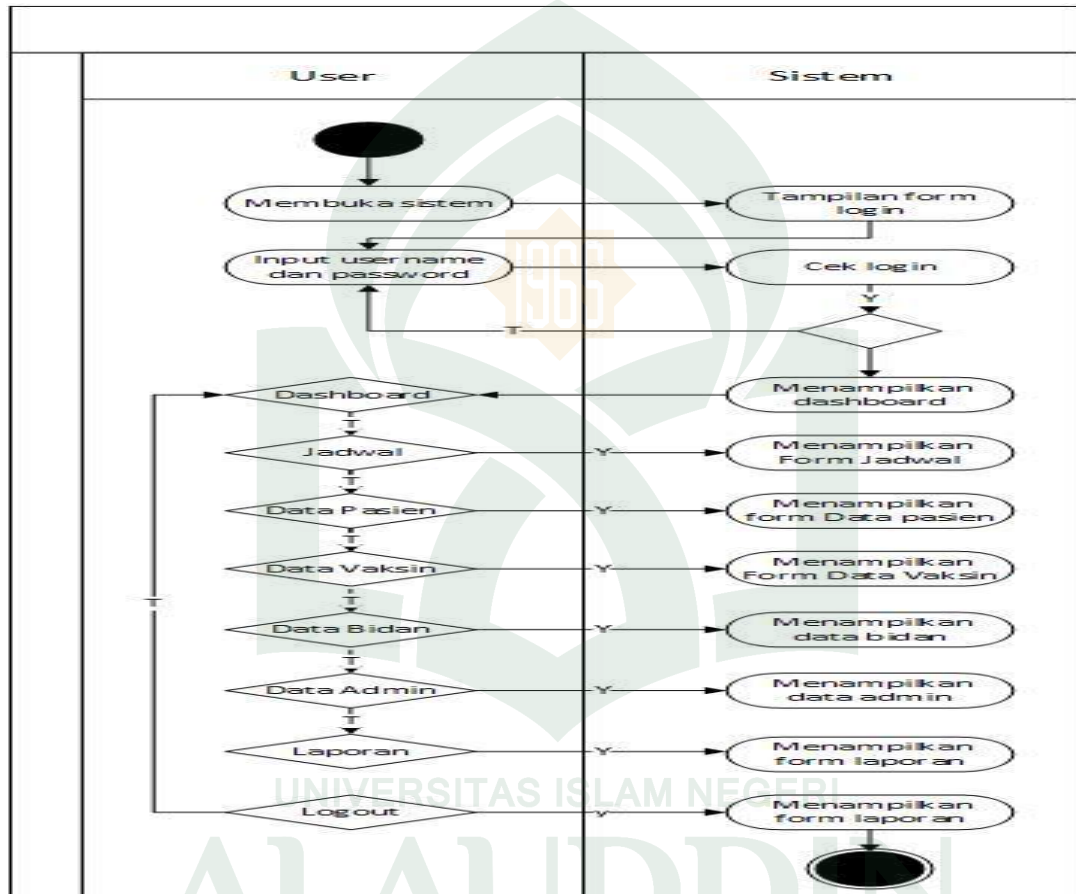 User
Sistem
Membuka sistem
Tampilan form
login
Input username
dan password
Cek login
Y
T
Dashboard
Menampilkan
dashboard
T
Jadwal
Y
Menampilkan
Form Jadwal
T
Data Pasien
Y
Menampilkan
form Data pasien
T
Data Vaksin
Y
Menampilkan
Form Data Vaksin
T
T
Data Bidan
Y
Menampilkan
data bidan
T
Data Admin
Y
Menampilkan
data admin
T
Laporan
Y
Menampilkan
form laporan
Logout
y
Menampilkan
form laporan
1965
UNIVERSITAS ISLAM NEGERI
ALAUDDIN